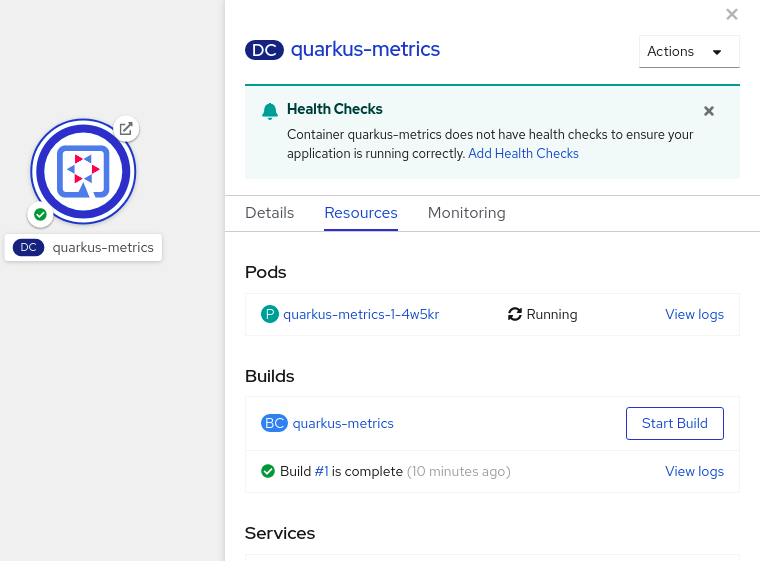 DC quarkus-metrics
Actions
Health Checks
Container quarkus-metrics does not have health checks to ensure your
application is running correctly. Add Health Checks
Details Resources Monitoring
DC quarkus-metrics
Pods
P quarkus-metrics-1-4w5kr Running View logs
Builds
BC quarkus-metrics Start Build
Build #1 is complete (10 minutes ago) View logs
Services